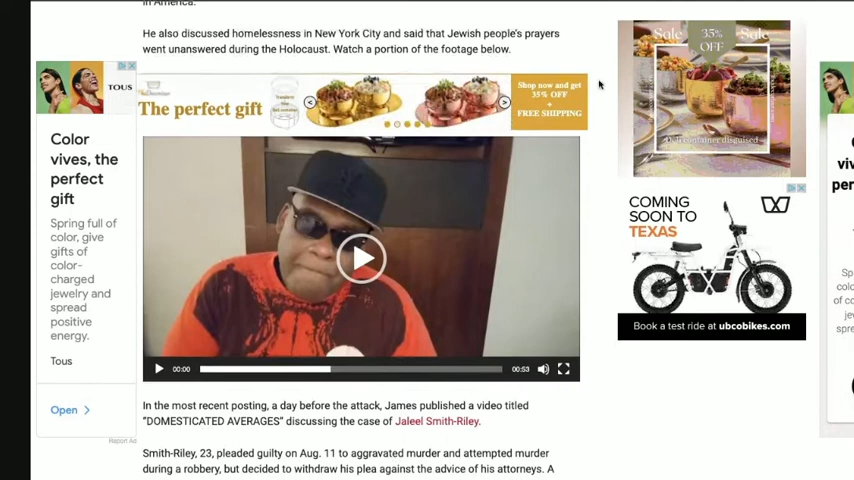 in America.
He also discussed homelessness in New York City and said that Jewish people's prayers
went unanswered during the Holocaust. Watch a portion of the footage below.
TOUS
Color
vives, the
perfect
gift
Spring full of
color, give
gifts of
color-
charged
jewelry and
spread
positive
energy.
Tous
Open >
Report Ad
The perfect gift
Shop now and get
35% OFF
+
FREE SHIPPING
00:00
00:53
In the most recent posting, a day before the attack, James published a video titled
“DOMESTICATED AVERAGES” discussing the case of Jaleel Smith-Riley.
Smith-Riley, 23, pleaded guilty on Aug. 11 to aggravated murder and attempted murder
during a robbery, but decided to withdraw his plea against the advice of his attorneys. A
Sale 35% Sale
OFF
container disguised
COMING
SOON TO
TEXAS
Book a test ride at ubcobikes.com